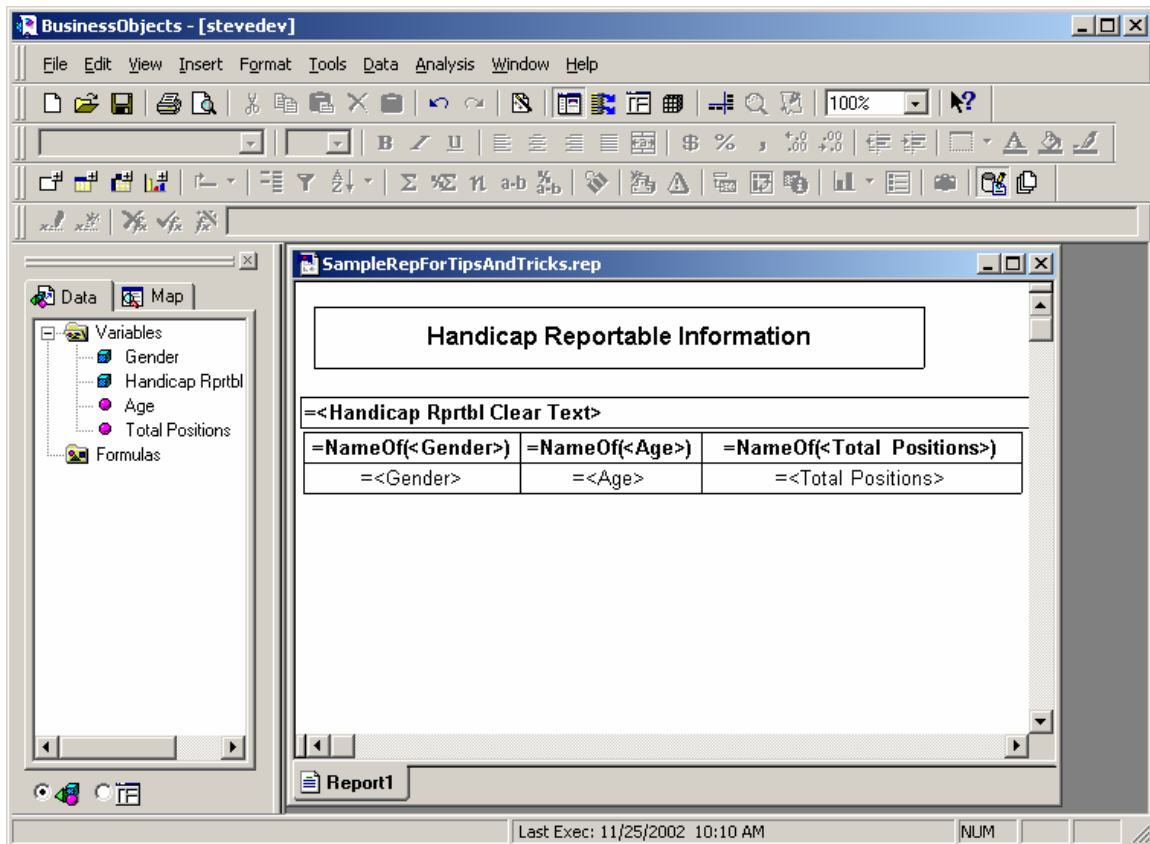 BusinessObjects - [stevedev]
File Edit View Insert Format Tools Data Analysis Window Help
100%
B I U $ % ,
SampleRepForTipsAndTricks.rep
Data Map
Variables
Gender
Handicap Rprtbl
Age
Total Positions
Formulas
Handicap Reportable Information
=<Handicap Rprtbl Clear Text>
=NameOf(<Gender>) =NameOf(<Age>) =NameOf(<Total Positions>)
=<Gender> =<Age> =<Total Positions>
Report1
Last Exec: 11/25/2002 10:10 AM NUM